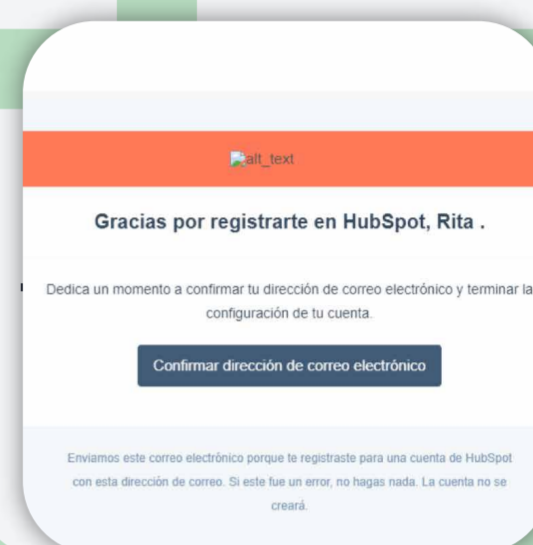 alt_text
Gracias por registrarte en HubSpot, Rita .
Dedica un momento a confirmar tu dirección de correo electrónico y terminar la
configuración de tu cuenta.
Confirmar dirección de correo electrónico
Enviamos este correo electrónico porque te registraste para una cuenta de HubSpot
con esta dirección de correo. Si este fue un error, no hagas nada. La cuenta no se
creará.